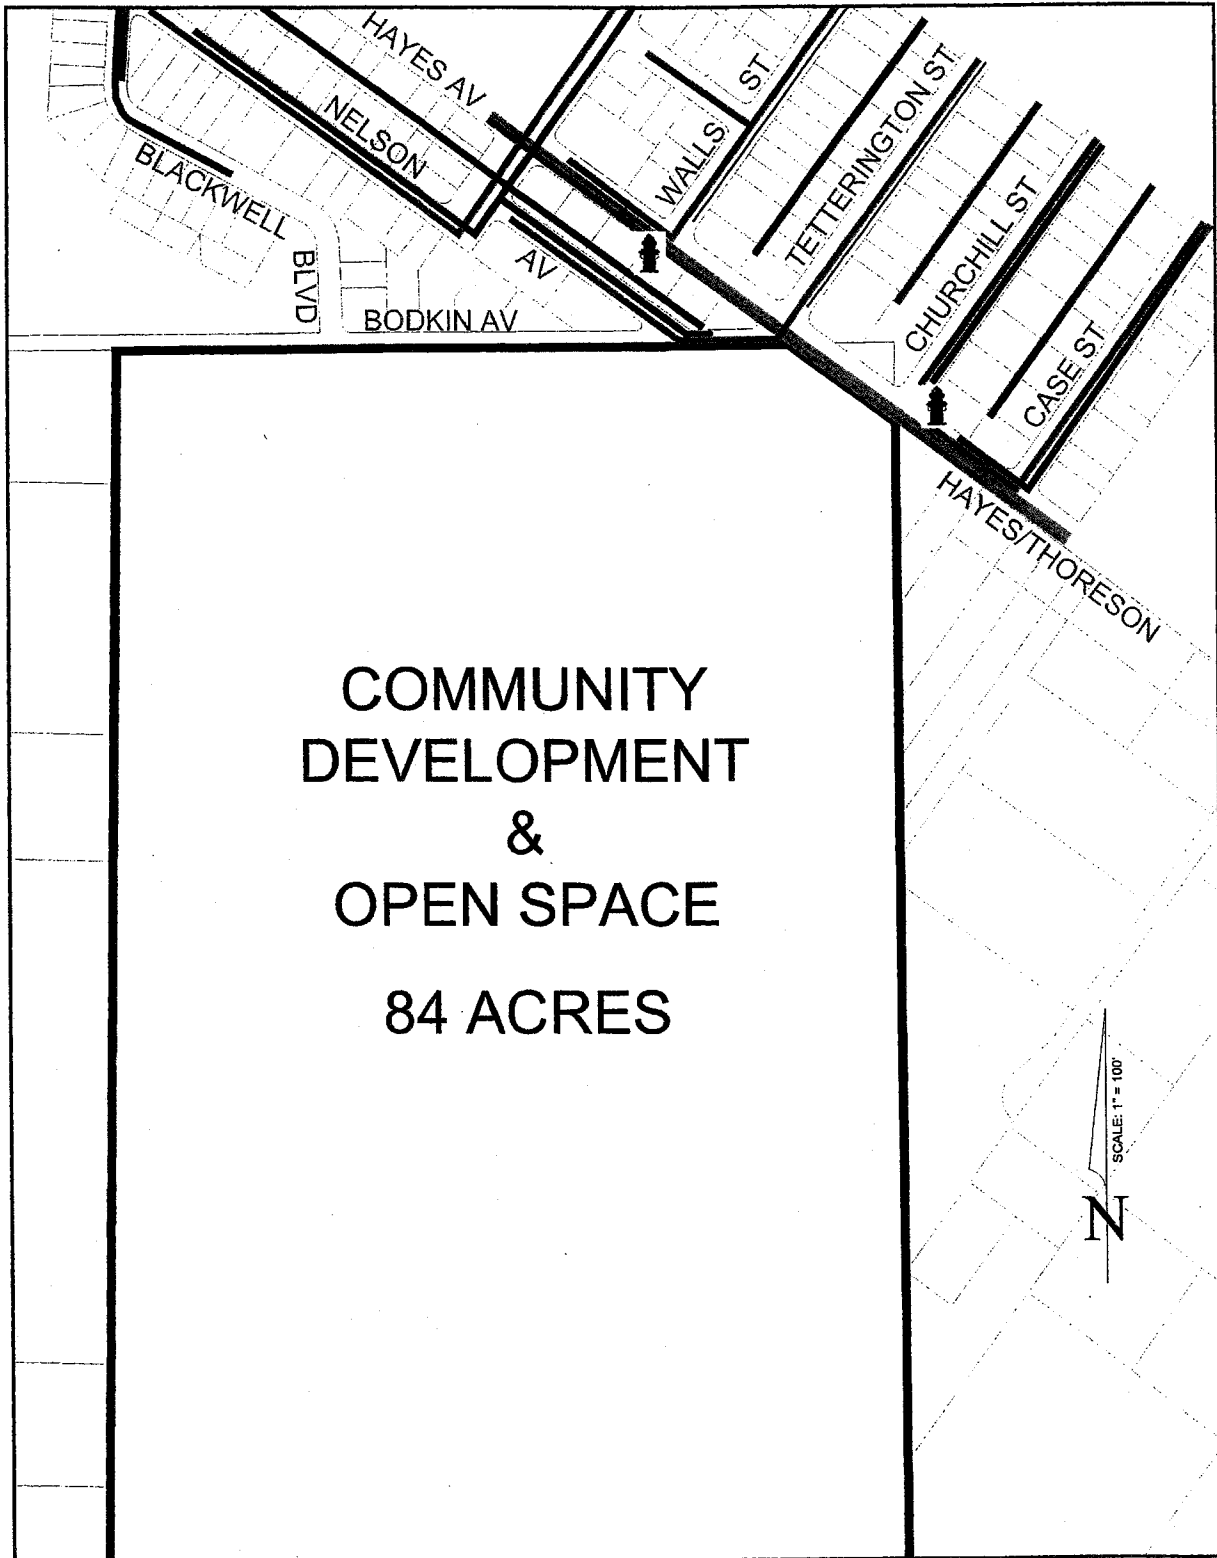 HAYES AV
NELSON
AV
BLACKWELL
BLVD
BODKIN AV
WALLS
ST
TETTERINGTON ST
CHURCHILL ST
CASE ST
HAYES/THORESON
COMMUNITY
DEVELOPMENT
&
OPEN SPACE
84 ACRES
SCALE: 1" = 100'
N